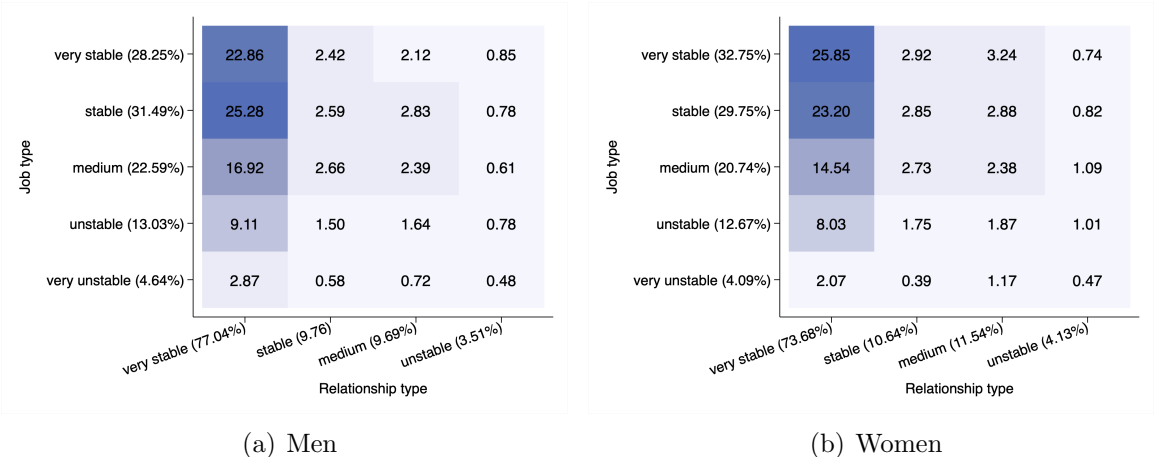 very stable (28.25%) 22.86 2.42 2.12 0.85
stable (31.49%) 25.28 2.59 2.83 0.78
medium (22.59%) 16.92 2.66 2.39 0.61
unstable (13.03%) 9.11 1.50 1.64 0.78
very unstable (4.64%) 2.87 0.58 0.72 0.48
Job type
very stable (77.04%) stable (9.76) medium (9.69%) unstable (3.51%)
Relationship type
(a) Men
very stable (32.75%) 25.85 2.92 3.24 0.74
stable (29.75%) 23.20 2.85 2.88 0.82
medium (20.74%) 14.54 2.73 2.38 1.09
unstable (12.67%) 8.03 1.75 1.87 1.01
very unstable (4.09%) 2.07 0.39 1.17 0.47
Job type
very stable (73.68%) stable (10.64%) medium (11.54%) unstable (4.13%)
Relationship type
(b) Women